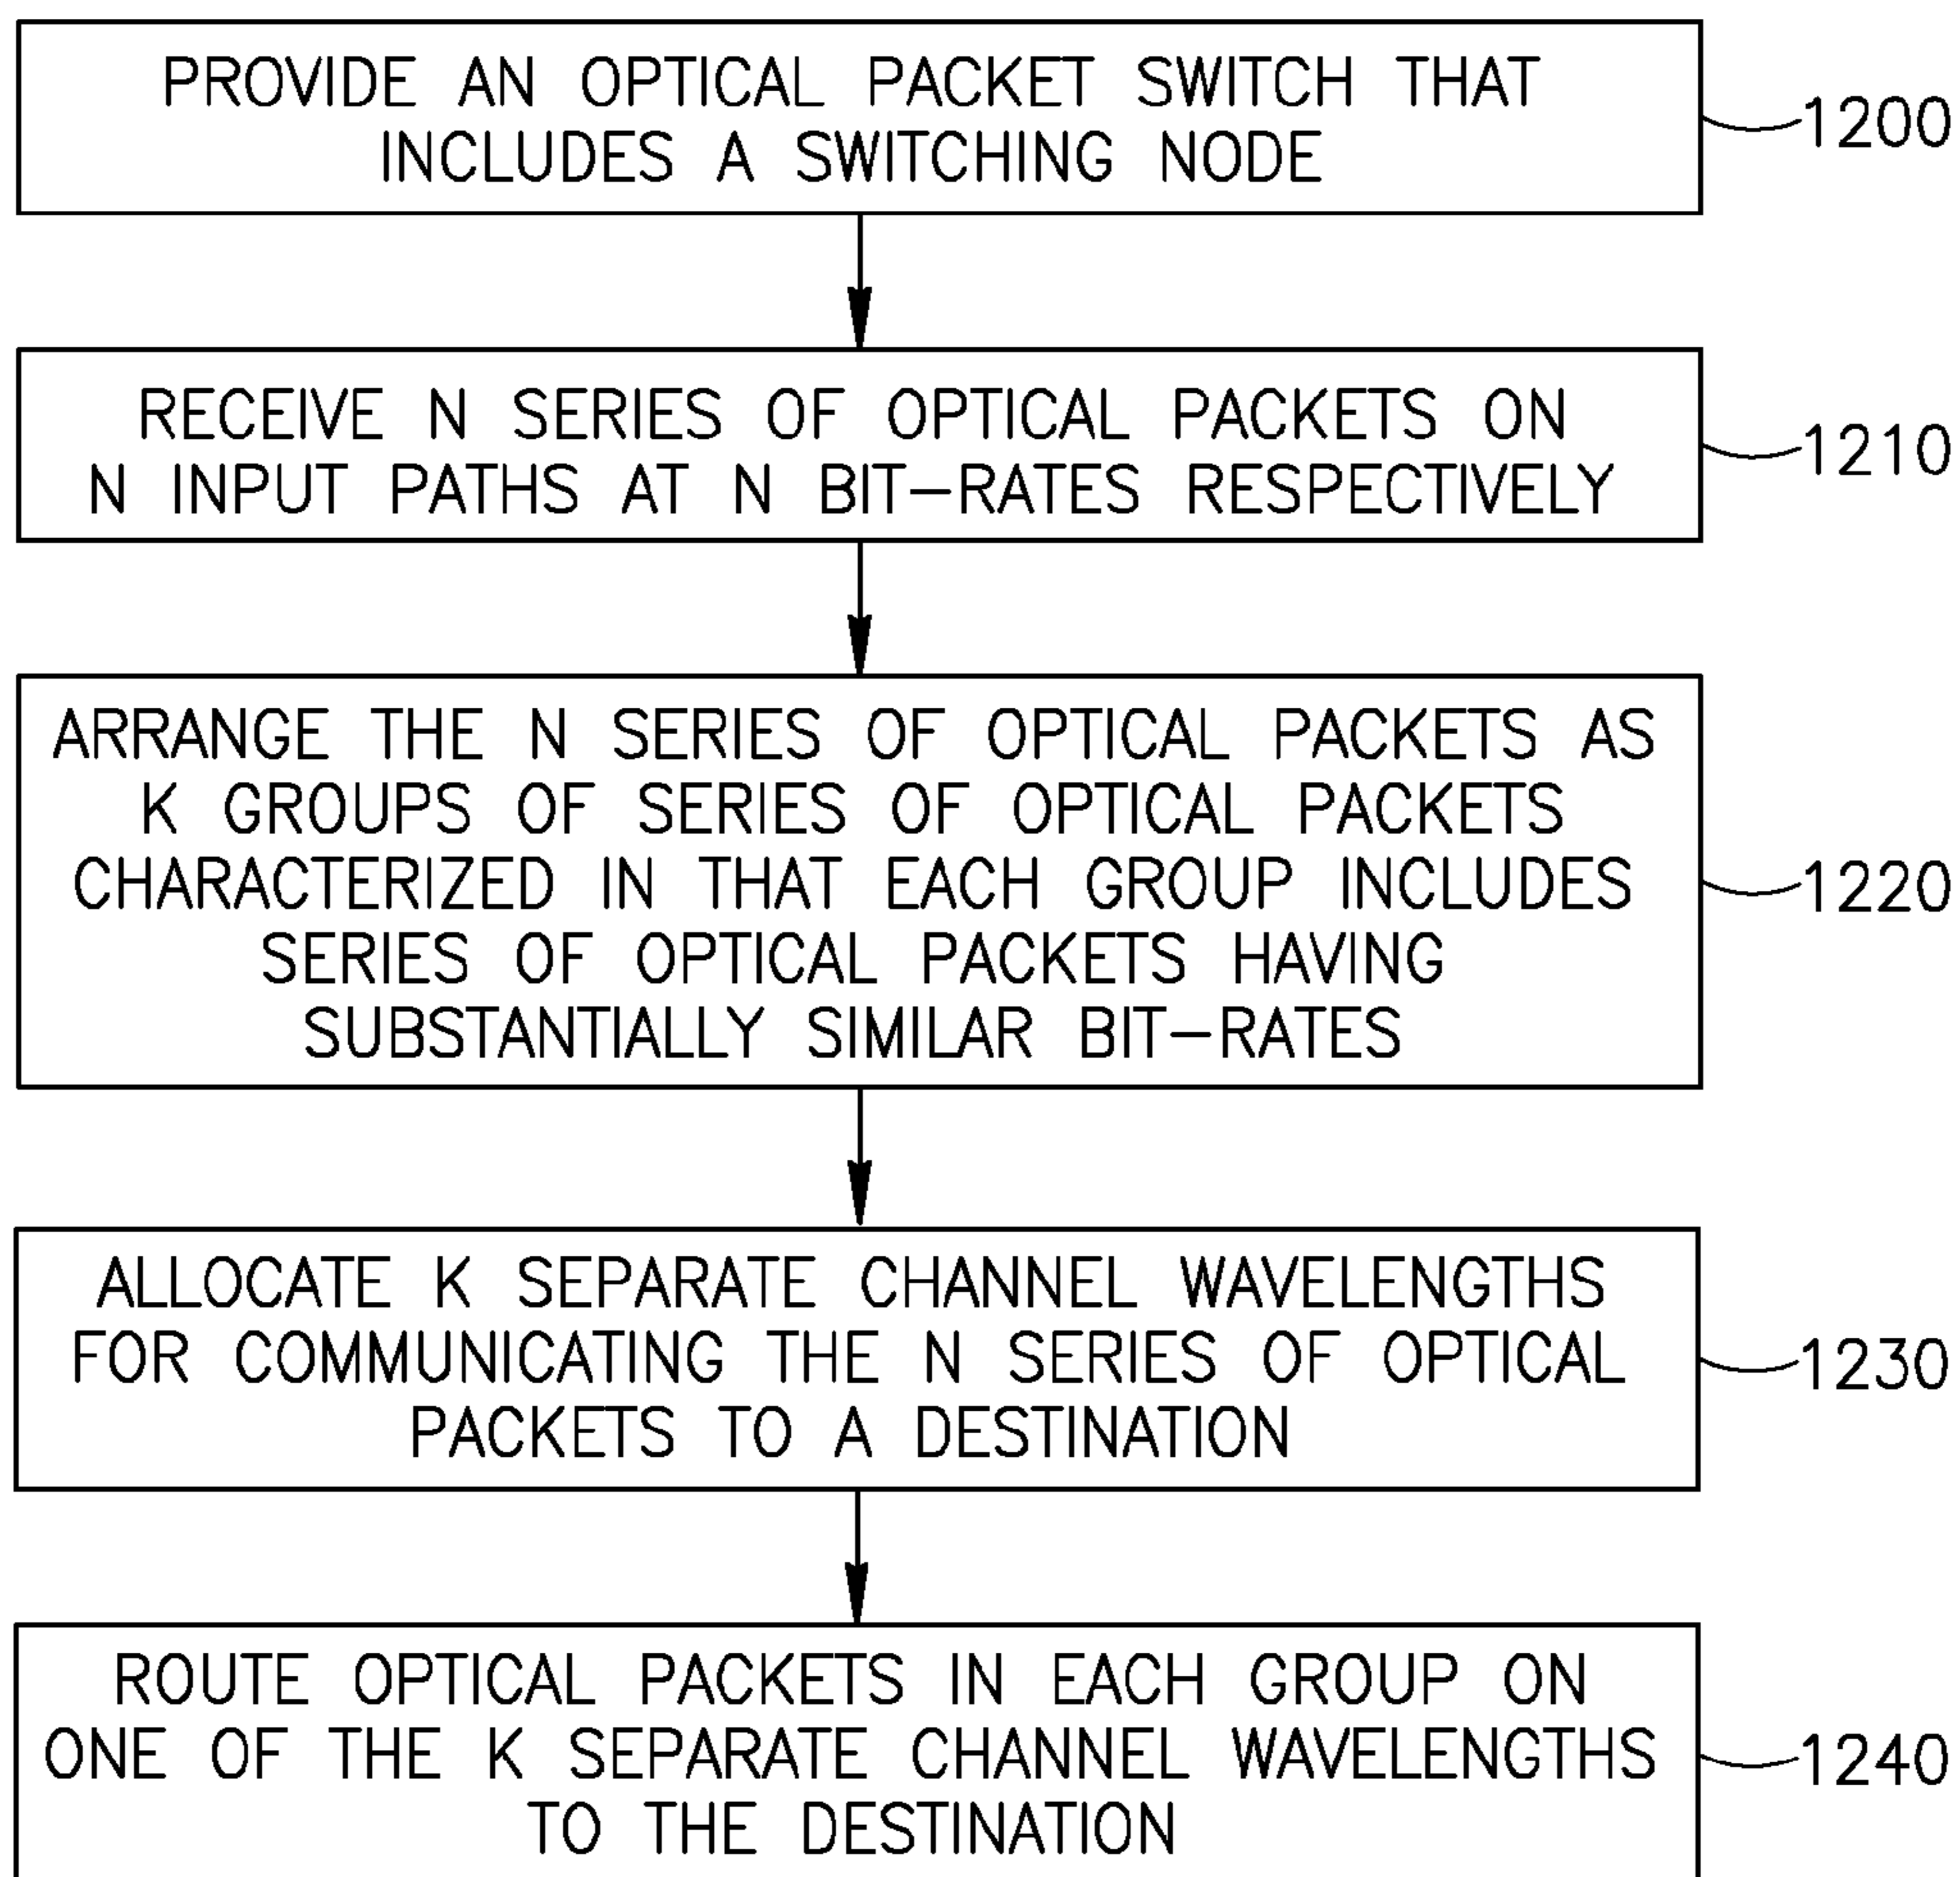 PROVIDE AN OPTICAL PACKET SWITCH THAT
INCLUDES A SWITCHING NODE
1200
RECEIVE N SERIES OF OPTICAL PACKETS ON
N INPUT PATHS AT N BIT-RATES RESPECTIVELY
1210
ARRANGE THE N SERIES OF OPTICAL PACKETS AS
K GROUPS OF SERIES OF OPTICAL PACKETS
CHARACTERIZED IN THAT EACH GROUP INCLUDES
SERIES OF OPTICAL PACKETS HAVING
SUBSTANTIALLY SIMILAR BIT-RATES
1220
ALLOCATE K SEPARATE CHANNEL WAVELENGTHS
FOR COMMUNICATING THE N SERIES OF OPTICAL
PACKETS TO A DESTINATION
1230
ROUTE OPTICAL PACKETS IN EACH GROUP ON
ONE OF THE K SEPARATE CHANNEL WAVELENGTHS
TO THE DESTINATION
1240